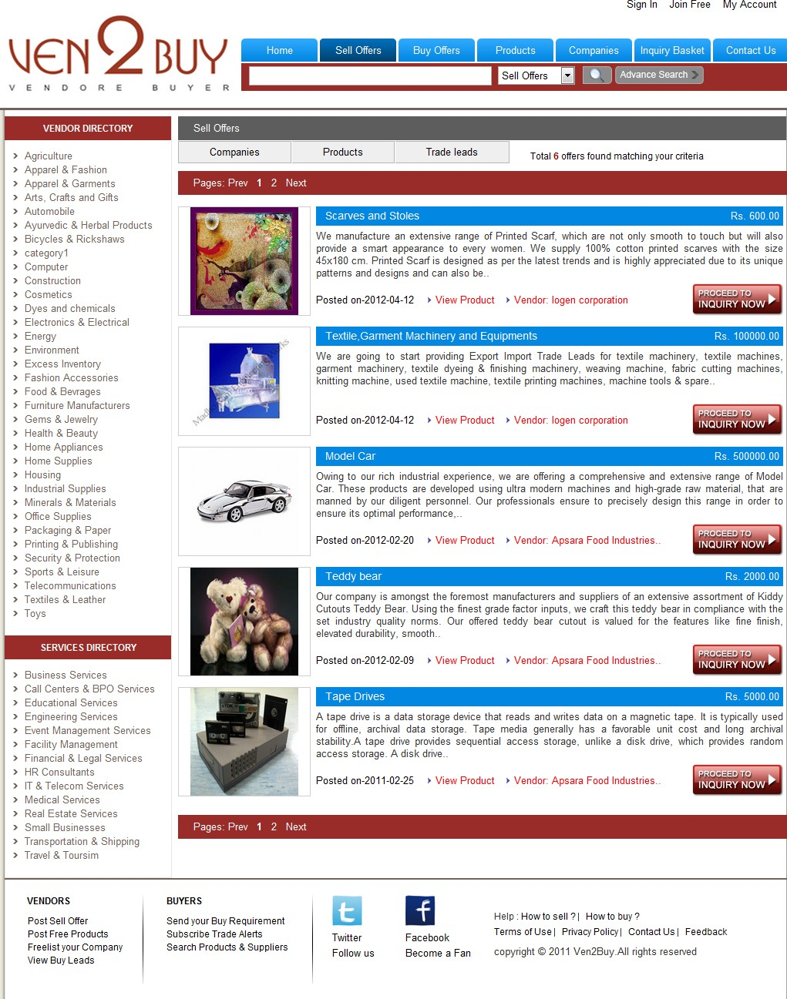 Sign In Join Free My Account
VEN2BUY
VENDORE BUYER
Home Sell Offers Buy Offers Products Companies Inquiry Basket Contact Us
Sell Offers Advance Search
VENDOR DIRECTORY
Agriculture
Apparel & Fashion
Apparel & Garments
Arts, Crafts and Gifts
Automobile
Ayurvedic & Herbal Products
Bicycles & Rickshaws
category1
Computer
Construction
Cosmetics
Dyes and chemicals
Electronics & Electrical
Energy
Environment
Excess Inventory
Fashion Accessories
Food & Bevrages
Furniture Manufacturers
Gems & Jewelry
Health & Beauty
Home Appliances
Home Supplies
Housing
Industrial Supplies
Minerals & Materials
Office Supplies
Packaging & Paper
Printing & Publishing
Security & Protection
Sports & Leisure
Telecommunications
Textiles & Leather
Toys
SERVICES DIRECTORY
Business Services
Call Centers & BPO Services
Educational Services
Engineering Services
Event Management Services
Facility Management
Financial & Legal Services
HR Consultants
IT & Telecom Services
Medical Services
Real Estate Services
Small Businesses
Transportation & Shipping
Travel & Toursim
Sell Offers
Companies Products Trade leads Total 6 offers found matching your criteria
Pages: Prev 1 2 Next
Scarves and Stoles Rs. 600.00
We manufacture an extensive range of Printed Scarf, which are not only smooth to touch but will also
provide a smart appearance to every women. We supply 100% cotton printed scarves with the size
45x180 cm. Printed Scarf is designed as per the latest trends and is highly appreciated due to its unique
patterns and designs and can also be..
Posted on-2012-04-12 View Product Vendor: logen corporation
PROCEED TO
INQUIRY NOW
Textile,Garment Machinery and Equipments Rs. 100000.00
We are going to start providing Export Import Trade Leads for textile machinery, textile machines,
garment machinery, textile dyeing & finishing machinery, weaving machine, fabric cutting machines,
knitting machine, used textile machine, textile printing machines, machine tools & spare..
Posted on-2012-04-12 View Product Vendor: logen corporation
PROCEED TO
INQUIRY NOW
Model Car Rs. 500000.00
Owing to our rich industrial experience, we are offering a comprehensive and extensive range of Model
Car. These products are developed using ultra modern machines and high-grade raw material, that are
manned by our diligent personnel. Our professionals ensure to precisely design this range in order to
ensure its optimal performance,..
Posted on-2012-02-20 View Product Vendor: Apsara Food Industries..
PROCEED TO
INQUIRY NOW
Teddy bear Rs. 2000.00
Our company is amongst the foremost manufacturers and suppliers of an extensive assortment of Kiddy
Cutouts Teddy Bear. Using the finest grade factor inputs, we craft this teddy bear in compliance with the
set industry quality norms. Our offered teddy bear cutout is valued for the features like fine finish,
elevated durability, smooth..
Posted on-2012-02-09 View Product Vendor: Apsara Food Industries..
PROCEED TO
INQUIRY NOW
Tape Drives Rs. 5000.00
A tape drive is a data storage device that reads and writes data on a magnetic tape. It is typically used
for offline, archival data storage. Tape media generally has a favorable unit cost and long archival
stability.A tape drive provides sequential access storage, unlike a disk drive, which provides random
access storage. A disk drive..
Posted on-2011-02-25 View Product Vendor: Apsara Food Industries..
PROCEED TO
INQUIRY NOW
Pages: Prev 1 2 Next
VENDORS
Post Sell Offer
Post Free Products
Freelist your Company
View Buy Leads
BUYERS
Send your Buy Requirement
Subscribe Trade Alerts
Search Products & Suppliers
Twitter
Follow us
Facebook
Become a Fan
Help : How to sell ? | How to buy ?
Terms of Use | Privacy Policy | Contact Us | Feedback
copyright © 2011 Ven2Buy.All rights reserved